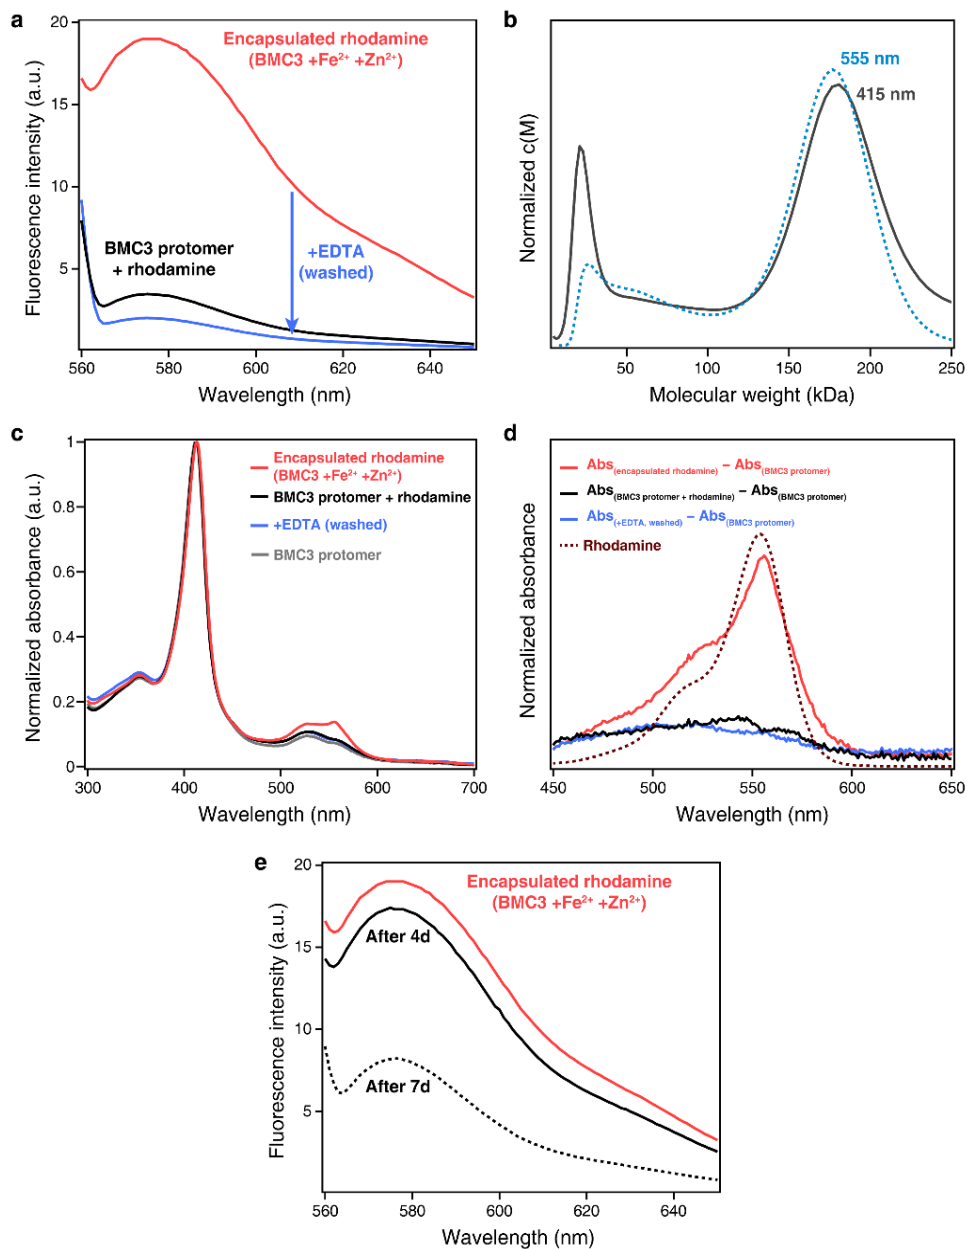 a
Encapsulated rhodamine
(BMC3 +Fe²⁺ +Zn²⁺)
BMC3 protomer
+ rhodamine
+EDTA
(washed)
Fluorescence intensity (a.u.)
20
15
10
5
560
580
600
620
640
Wavelength (nm)
b
555 nm
415 nm
Normalized c(M)
50
100
150
200
250
Molecular weight (kDa)
c
Encapsulated rhodamine
(BMC3 +Fe²⁺ +Zn²⁺)
BMC3 protomer + rhodamine
+EDTA (washed)
BMC3 protomer
Normalized absorbance (a.u.)
1
0.8
0.6
0.4
0.2
0
300
400
500
600
700
Wavelength (nm)
d
Abs(encapsulated rhodamine) – Abs(BMC3 protomer)
Abs(BMC3 protomer + rhodamine) – Abs(BMC3 protomer)
Abs(+EDTA, washed) – Abs(BMC3 protomer)
Rhodamine
Normalized absorbance
450
500
550
600
650
Wavelength (nm)
e
Encapsulated rhodamine
(BMC3 +Fe²⁺ +Zn²⁺)
After 4d
After 7d
Fluorescence intensity (a.u.)
20
15
10
5
560
580
600
620
640
Wavelength (nm)